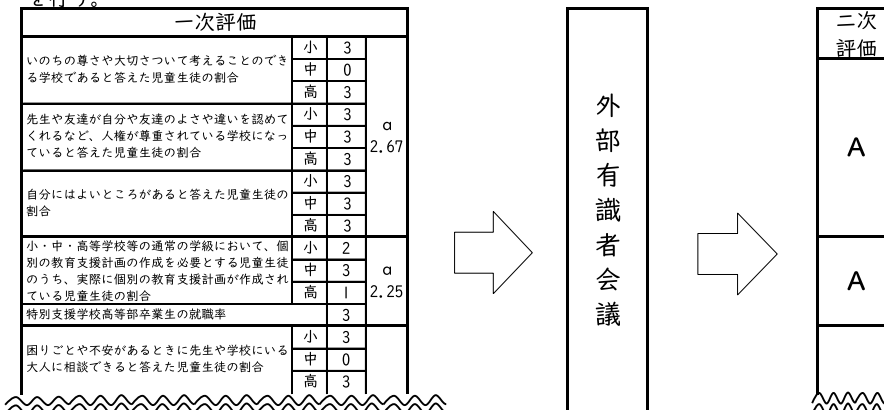 を行う。
一次評価
いのちの尊さや大切さついて考えることのでき
る学校であると答えた児童生徒の割合
小 3
中 0
高 3
先生や友達が自分や友達のよさや違いを認めて
くれるなど、人権が尊重されている学校になっ
ていると答えた児童生徒の割合
小 3
中 3
高 3
自分にはよいところがあると答えた児童生徒の
割合
小 3
中 3
高 3
α
2.67
小・中・高等学校等の通常の学級において、個
別の教育支援計画の作成を必要とする児童生徒
のうち、実際に個別の教育支援計画が作成され
ている児童生徒の割合
小 2
中 3
高 1
特別支援学校高等部卒業生の就職率
3
α
2.25
困りごとや不安があるときに先生や学校にいる
大人に相談できると答えた児童生徒の割合
小 3
中 0
高 3
外部有識者会議
二次
評価
A
A